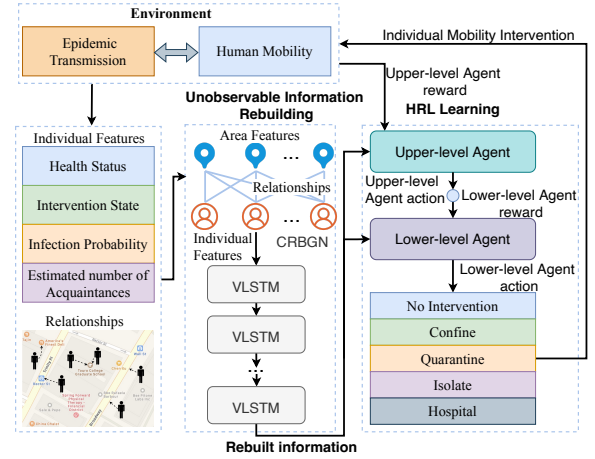 Environment
Epidemic
Transmission
Human Mobility
Individual Mobility Intervention
Upper-level Agent
reward
Unobservable Information
Rebuilding
HRL Learning
Individual Features
Health Status
Intervention State
Infection Probability
Estimated number of
Acquaintances
Relationships
Area Features
...
Relationships
...
Individual
Features
CRBGN
VLSTM
VLSTM
...
VLSTM
Rebuilt information
Upper-level Agent
Upper-level
Agent action
Lower-level Agent
reward
Lower-level Agent
Lower-level Agent
action
No Intervention
Confine
Quarantine
Isolate
Hospital